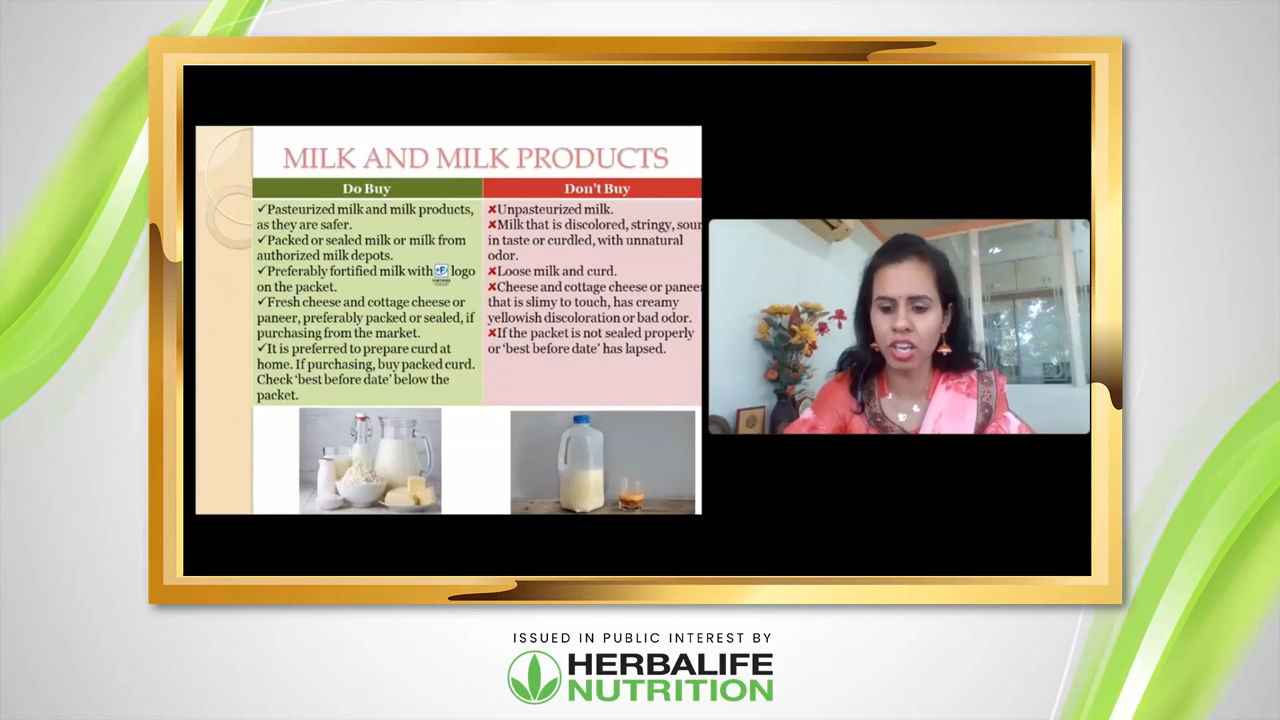 MILK AND MILK PRODUCTS
Do Buy
✓Pasteurized milk and milk products,
as they are safer.
✓Packed or sealed milk or milk from
authorized milk depots.
✓Preferably fortified milk with +F logo
on the packet.
✓Fresh cheese and cottage cheese or
paneer, preferably packed or sealed, if
purchasing from the market.
✓It is preferred to prepare curd at
home. If purchasing, buy packed curd.
Check ‘best before date’ below the
packet.
Don't Buy
✘Unpasteurized milk.
✘Milk that is discolored, stringy, sour
in taste or curdled, with unnatural
odor.
✘Loose milk and curd.
✘Cheese and cottage cheese or paneer
that is slimy to touch, has creamy
yellowish discoloration or bad odor.
✘If the packet is not sealed properly
or ‘best before date’ has lapsed.
ISSUED IN PUBLIC INTEREST BY
HERBALIFE
NUTRITION